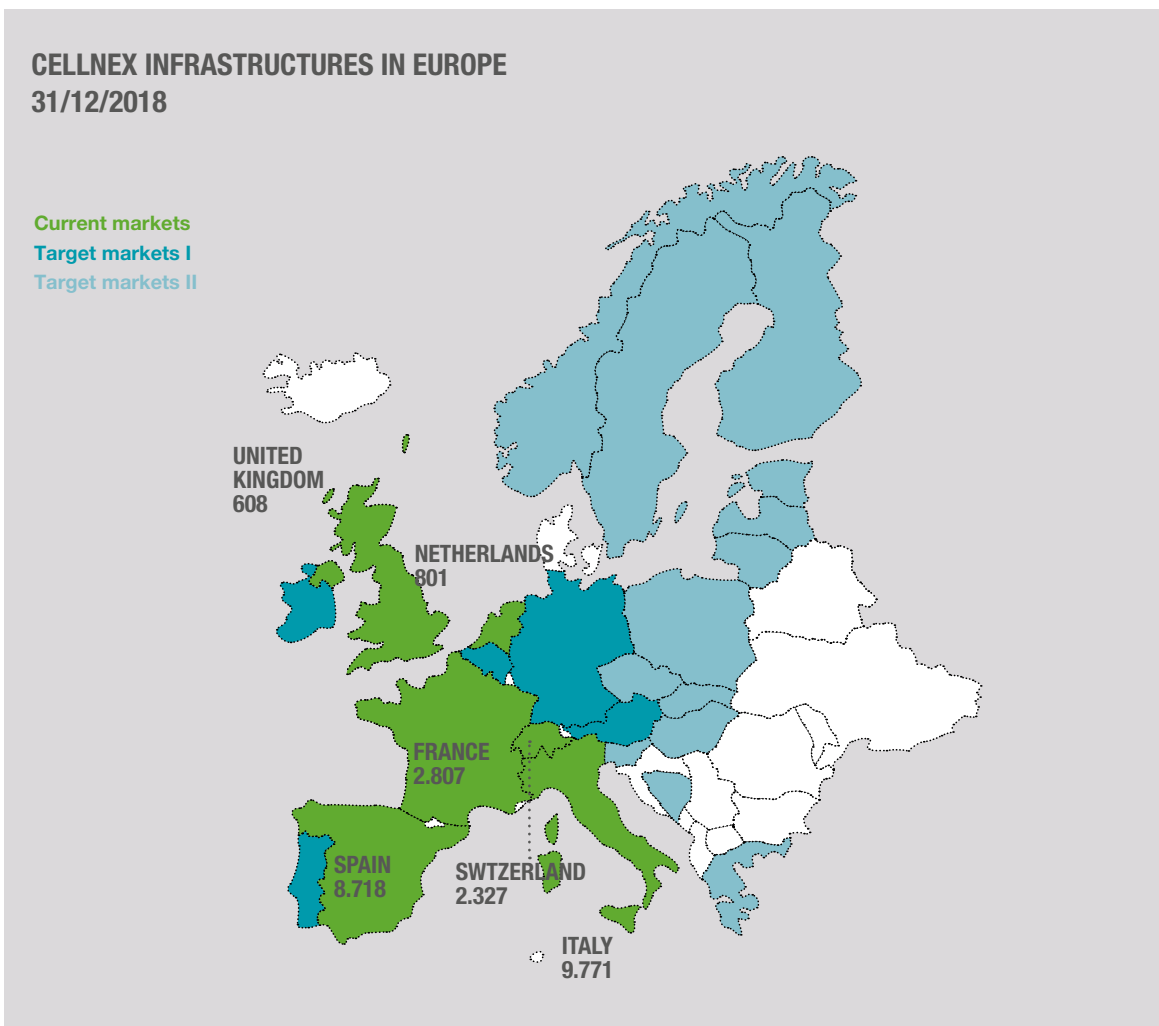 CELLNEX INFRASTRUCTURES IN EUROPE
31/12/2018
Current markets
Target markets I
Target markets II
UNITED
KINGDOM
608
NETHERLANDS
801
FRANCE
2.807
SPAIN
8.718
SWTZERLAND
2.327
ITALY
9.771